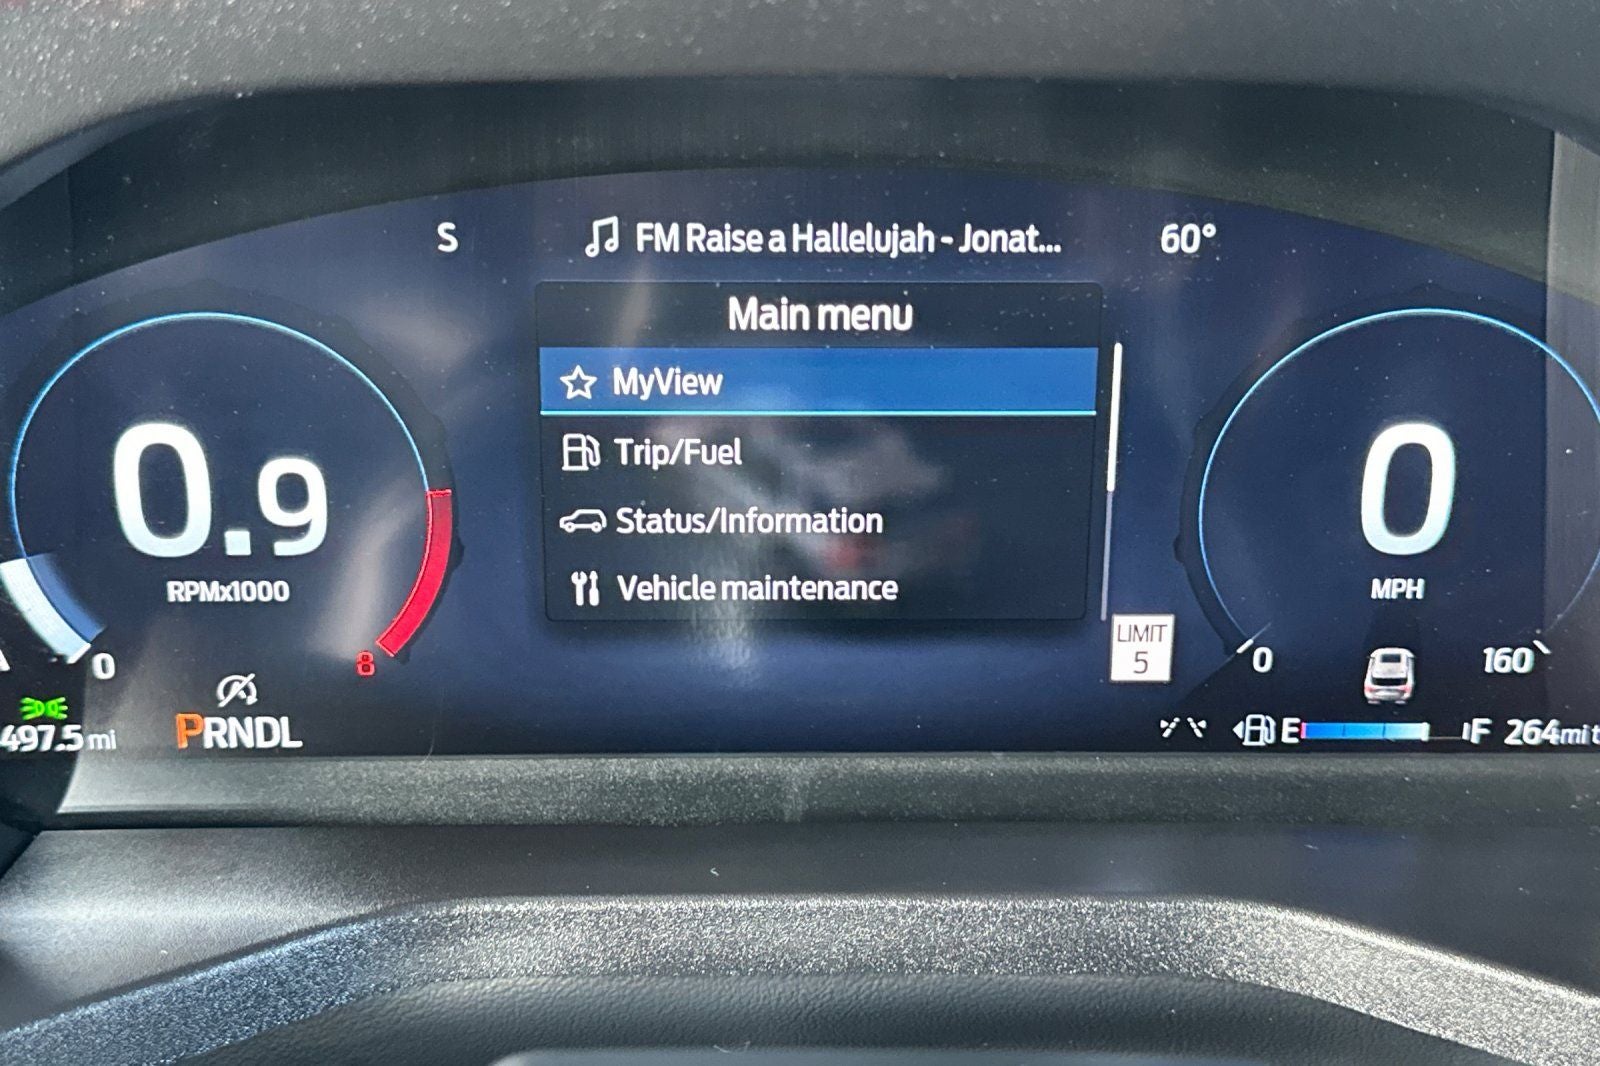 S
FM Raise a Hallelujah - Jonat...
60°
Main menu
MyView
Trip/Fuel
Status/Information
Vehicle maintenance
0.9
RPMx1000
0
8
0
MPH
0
160
LIMIT
5
497.5 mi
PRNDL
E
F
264 mi t